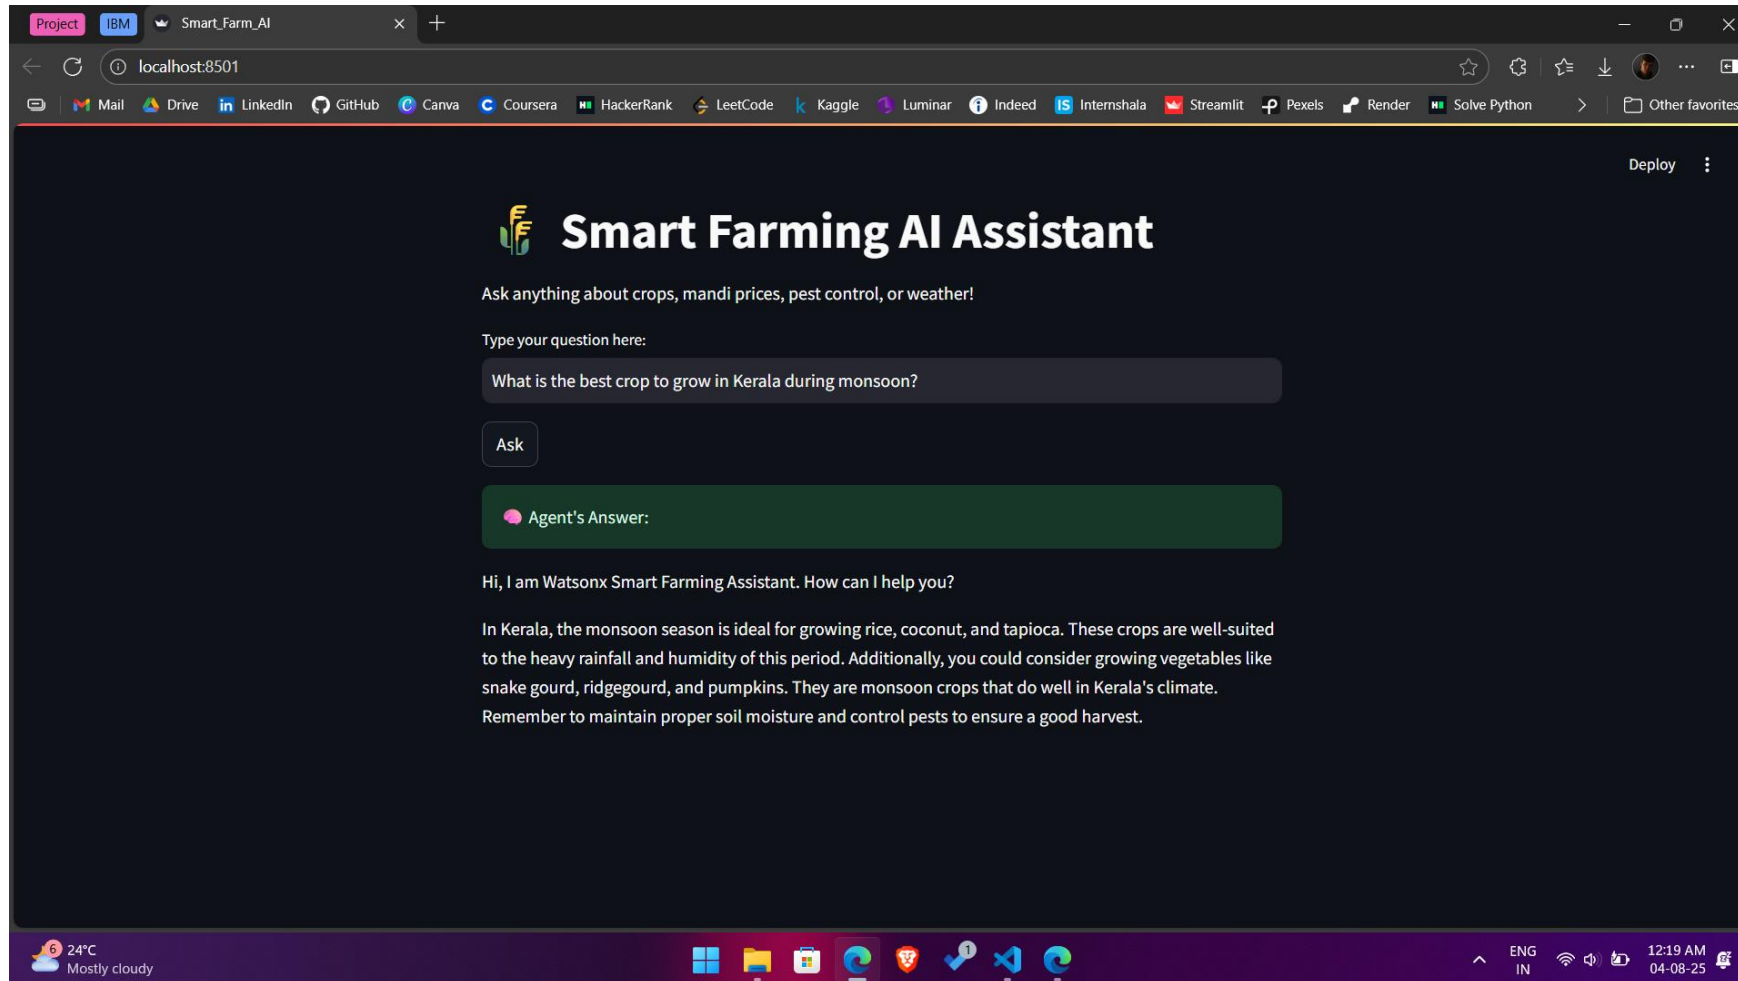 Project IBM Smart_Farm_AI
localhost:8501
Mail Drive LinkedIn GitHub Canva Coursera HackerRank LeetCode Kaggle Luminar Indeed Internshala Streamlit Pexels Render Solve Python Other favorites
Deploy
Smart Farming AI Assistant
Ask anything about crops, mandi prices, pest control, or weather!
Type your question here:
What is the best crop to grow in Kerala during monsoon?
Ask
Agent's Answer:
Hi, I am Watsonx Smart Farming Assistant. How can I help you?
In Kerala, the monsoon season is ideal for growing rice, coconut, and tapioca. These crops are well-suited
to the heavy rainfall and humidity of this period. Additionally, you could consider growing vegetables like
snake gourd, ridgegourd, and pumpkins. They are monsoon crops that do well in Kerala's climate.
Remember to maintain proper soil moisture and control pests to ensure a good harvest.
6 24°C
Mostly cloudy
1
ENG
IN
12:19 AM
04-08-25